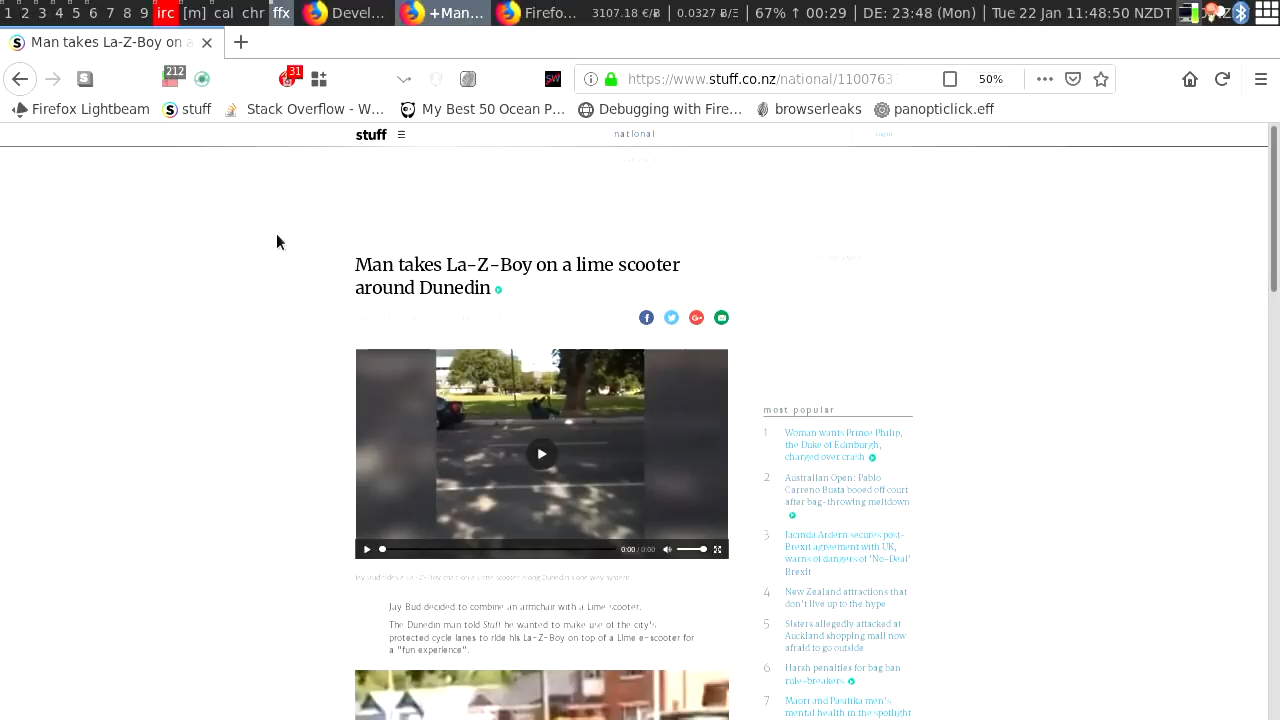 1 2 3 4 5 6 7 8 9 irc [m] cal chr ffx Devel... +Man... Firefo... 3107.18 €/Ƀ 0.0327 Ƀ/Ξ 67% ↑ 00:29 DE: 23:48 (Mon) Tue 22 Jan 11:48:50 NZDT
Man takes La-Z-Boy on a
212 31 SW https://www.stuff.co.nz/national/1100763 50%
Firefox Lightbeam stuff Stack Overflow - W... My Best 50 Ocean P... Debugging with Fire... browserleaks panopticlick.eff
stuff national login
Man takes La-Z-Boy on a lime scooter
around Dunedin
0:00 / 0:00
Jay Bud decided to combine an armchair with a Lime scooter.
The Dunedin man told Stuff he wanted to make use of the city's
protected cycle lanes to ride his La-Z-Boy on top of a Lime e-scooter for
a "fun experience".
most popular
1 Woman wants Prince Philip,
the Duke of Edinburgh,
charged over crash
2 Australian Open: Pablo
Carreno Busta booed off court
after bag-throwing meltdown
3 Jacinda Ardern secures post-
Brexit agreement with UK,
warns of dangers of 'No-Deal'
Brexit
4 New Zealand attractions that
don't live up to the hype
5 Sisters allegedly attacked at
Auckland shopping mall now
afraid to go outside
6 Harsh penalties for bag ban
rule-breakers
7 Maori and Pasifika men's
mental health in the spotlight